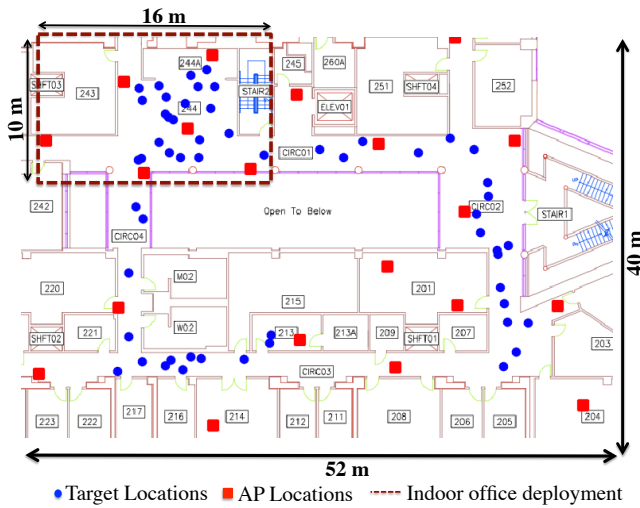 16 m
10 m
244A
245
260A
SHFT03
243
STAIR2
251
SHFT04
252
244
ELEV01
CIRC01
242
CIRC02
Open To Below
STAIR1
CIRC04
40 m
220
M02
215
201
W02
SHFT02
221
213
213A
209
SHFT01
207
203
CIRC03
223
222
217
216
214
212
211
208
206
205
204
52 m
Target Locations AP Locations Indoor office deployment